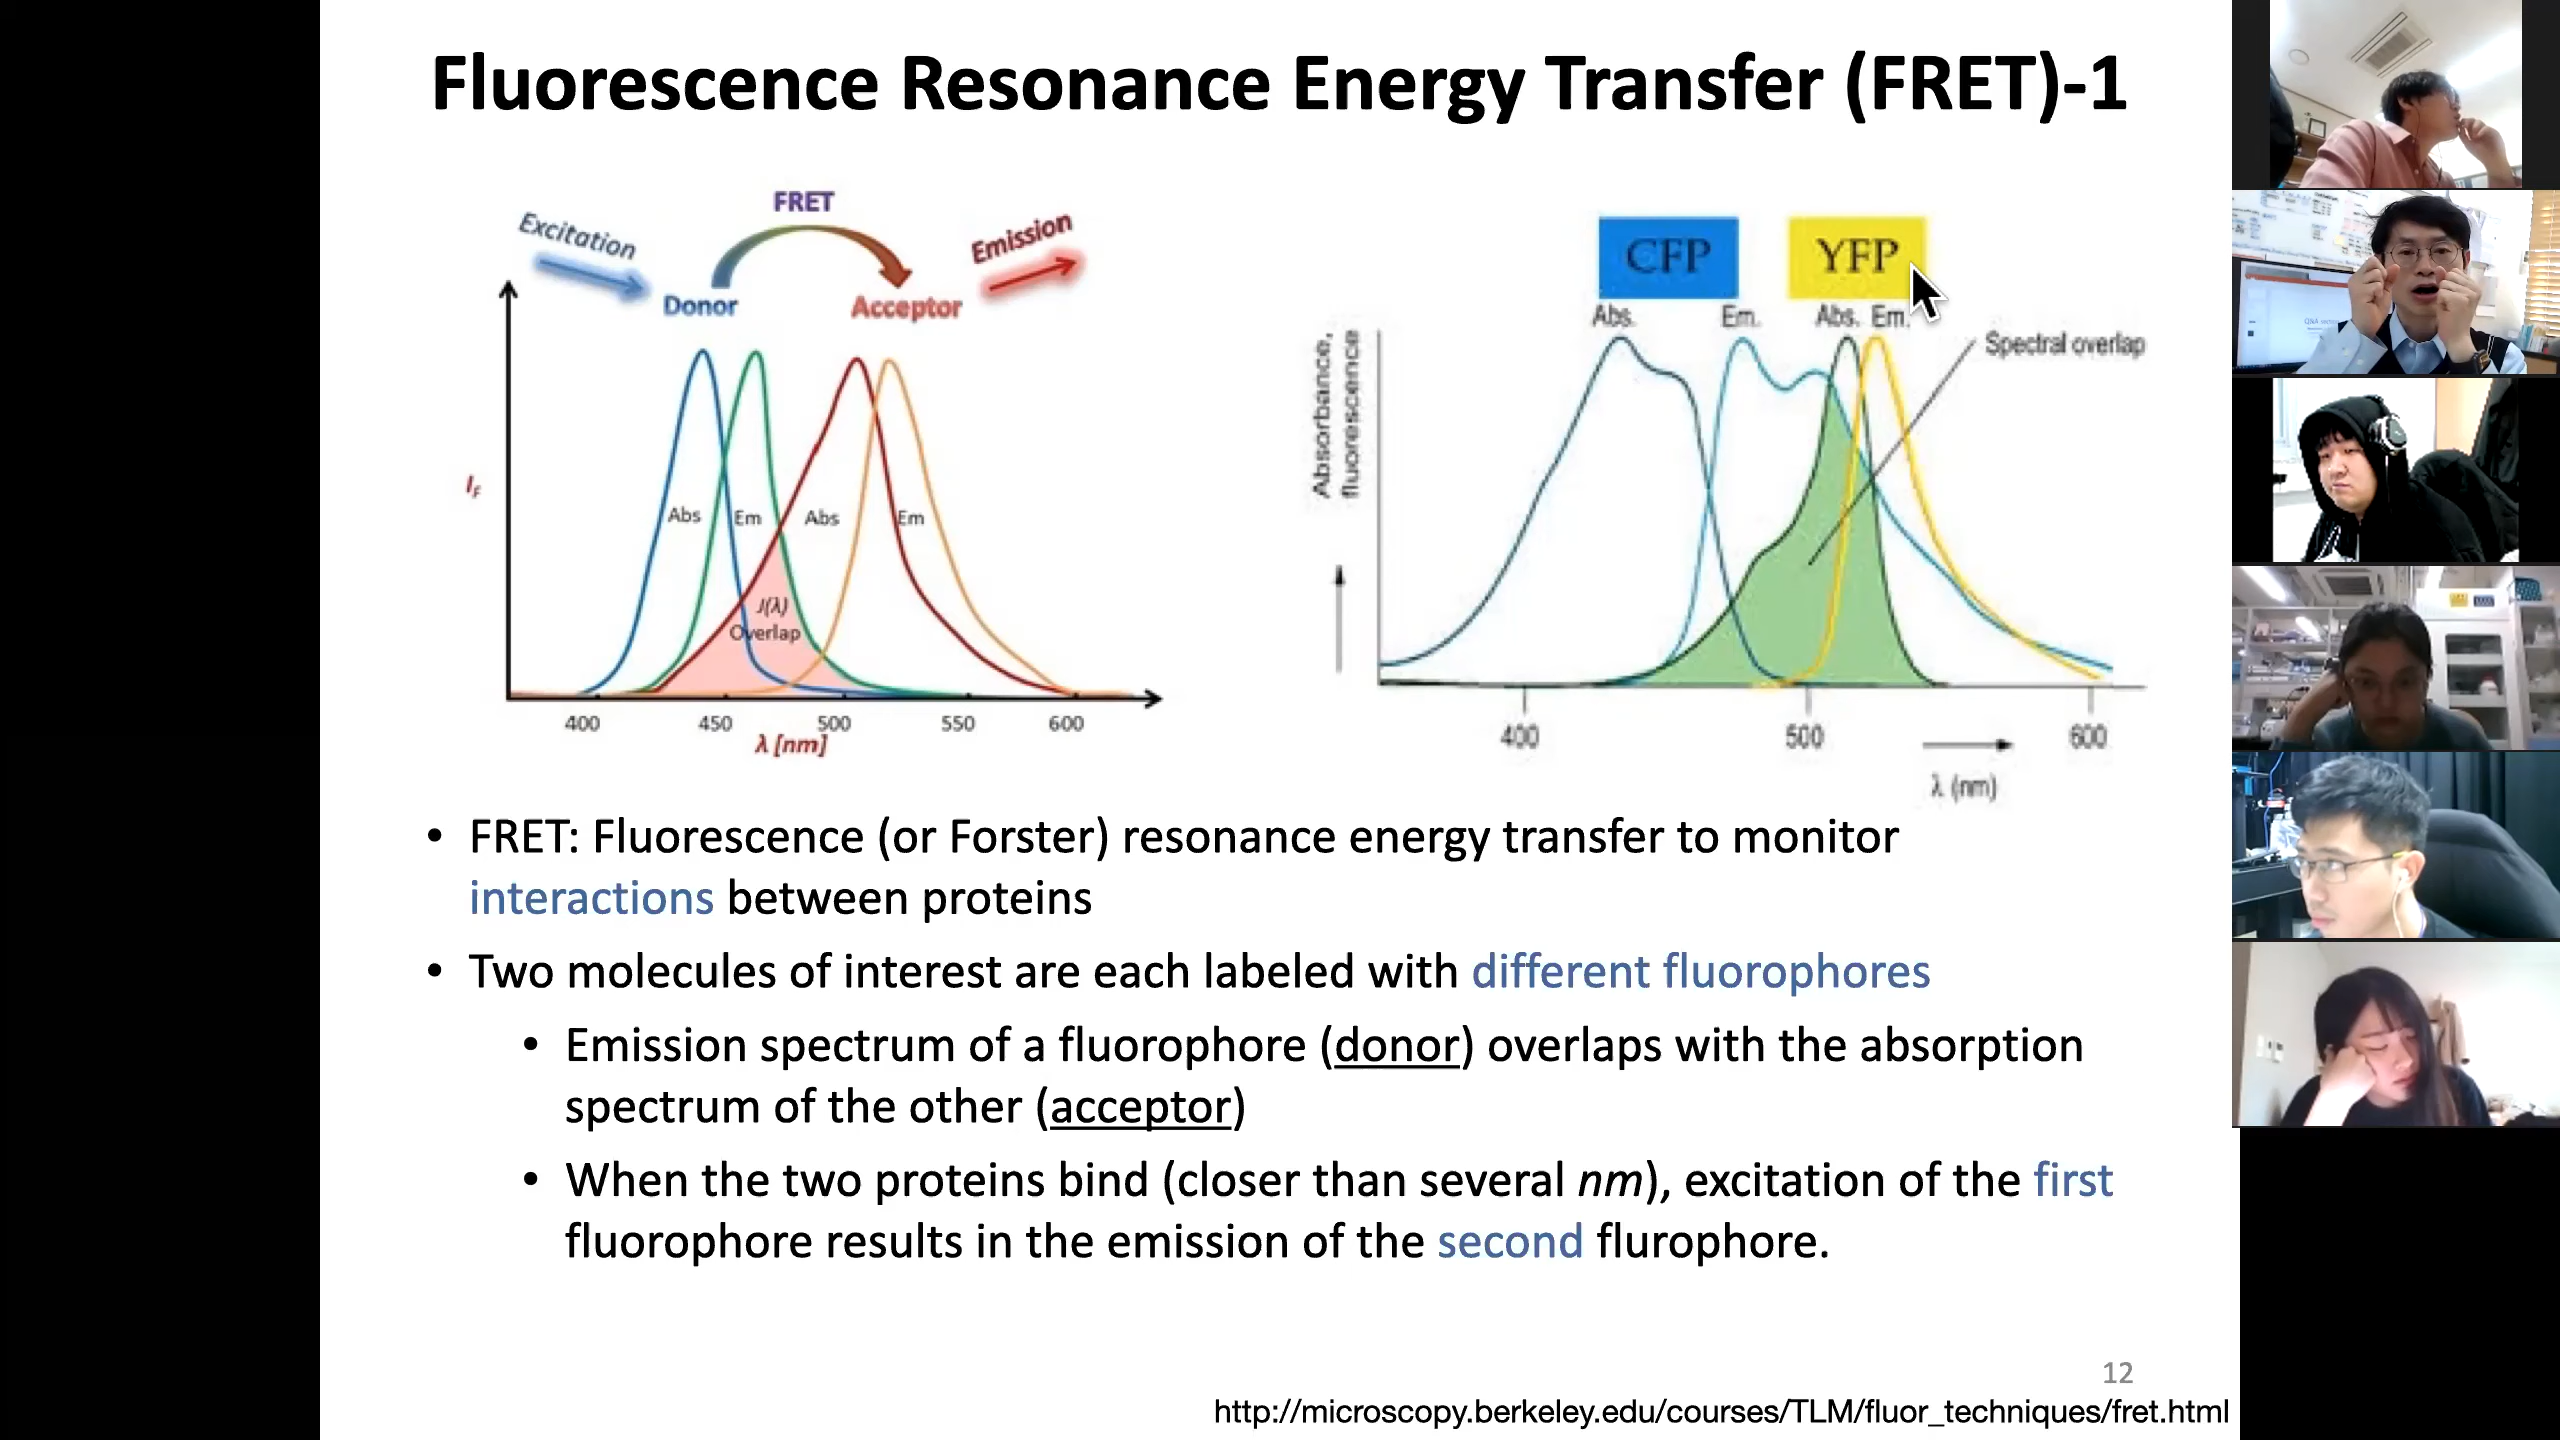 Fluorescence Resonance Energy Transfer (FRET)-1
FRET
Excitation
Emission
Donor
Acceptor
I_F
Abs
Em
Abs
Em
J(λ)
Overlap
400
450
500
550
600
λ [nm]
CFP
YFP
Abs.
Em.
Abs.
Em.
Spectral overlap
Absorbance,
fluorescence
400
500
600
λ (nm)
• FRET: Fluorescence (or Forster) resonance energy transfer to monitor
interactions between proteins
• Two molecules of interest are each labeled with different fluorophores
• Emission spectrum of a fluorophore (donor) overlaps with the absorption
spectrum of the other (acceptor)
• When the two proteins bind (closer than several nm), excitation of the first
fluorophore results in the emission of the second flurophore.
12
http://microscopy.berkeley.edu/courses/TLM/fluor_techniques/fret.html